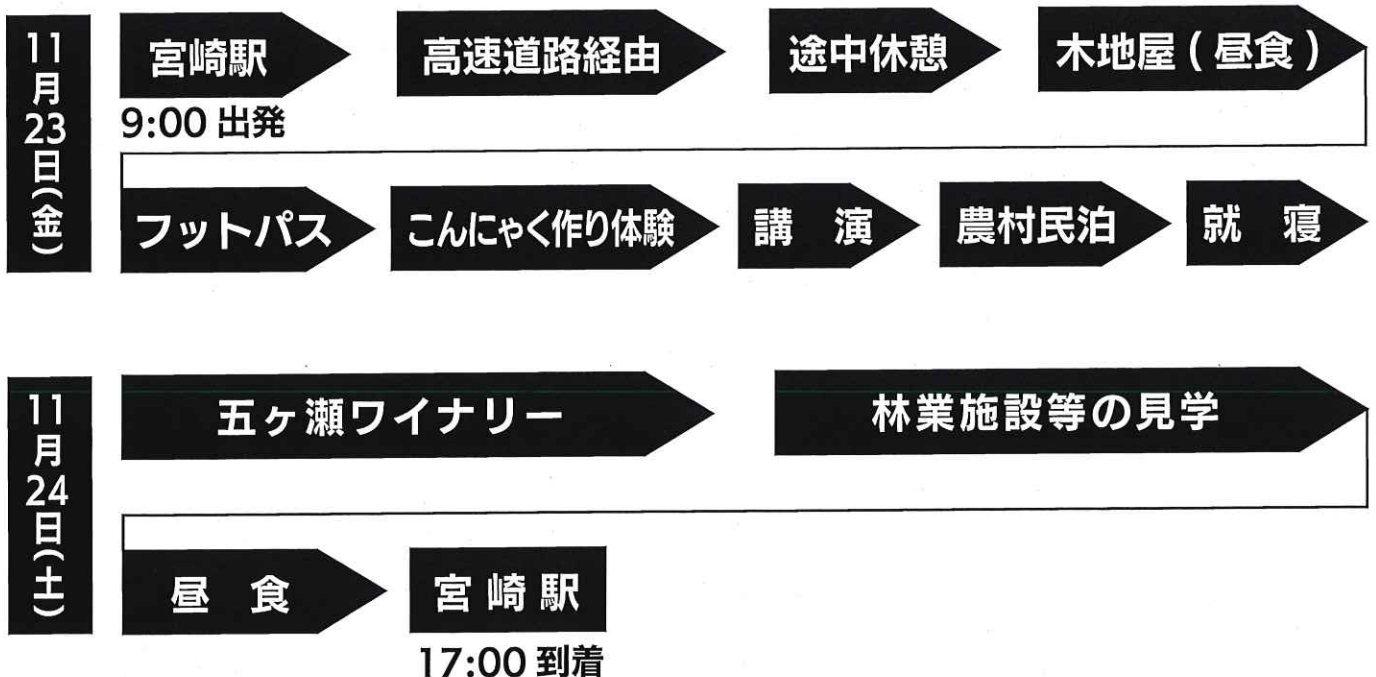 11月23日(金)
宮崎駅
高速道路経由
途中休憩
木地屋(昼食)
9:00 出発
フットパス
こんにゃく作り体験
講演
農村民泊
就寝
11月24日(土)
五ヶ瀬ワイナリー
林業施設等の見学
昼食
宮崎駅
17:00 到着